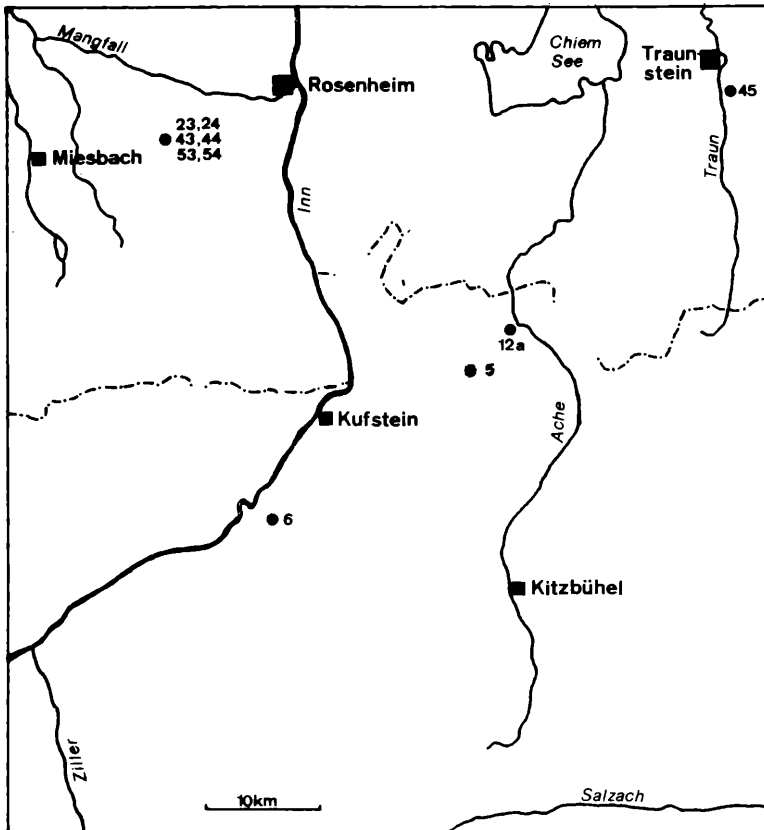 Mangfall
Chiem
See
Traun
stein
Rosenheim
45
23,24
43,44
53,54
Miesbach
Traun
Inn
12a
5
Ache
Kufstein
6
Kitzbühel
Ziller
10km
Salzach